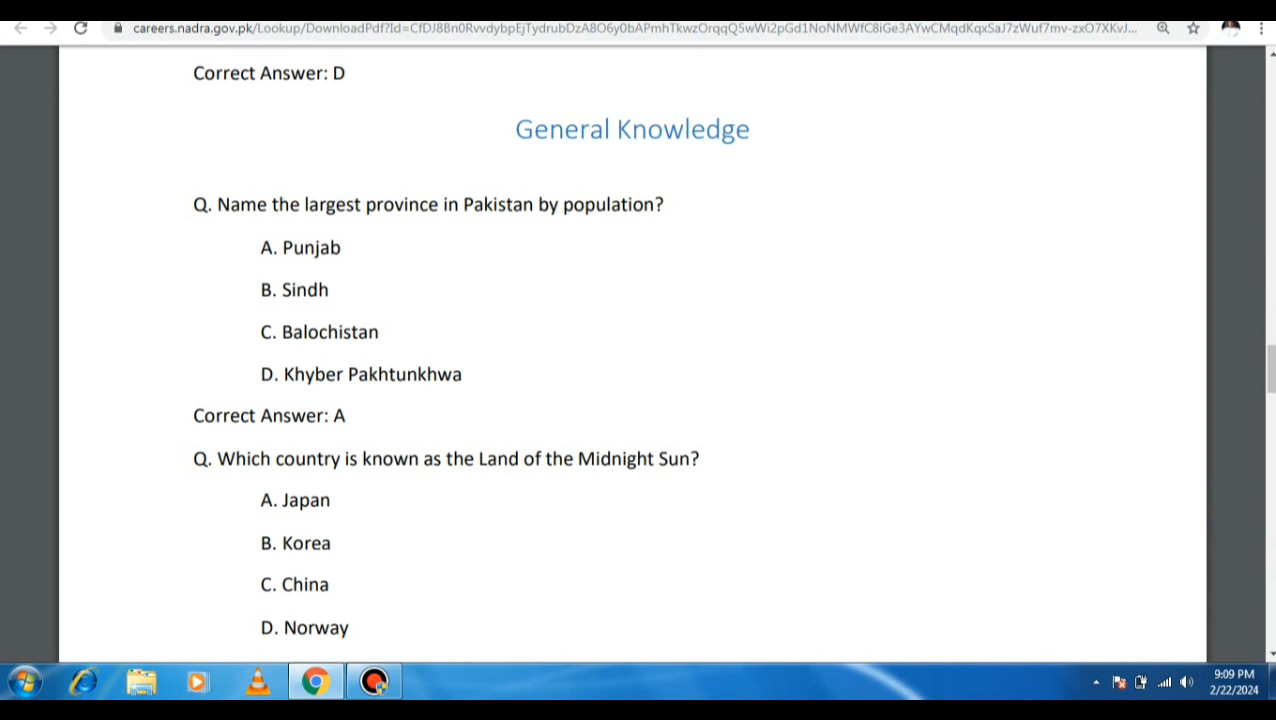 careers.nadra.gov.pk/Lookup/DownloadPdf?Id=CfDJ8Bn0RvvdybpEjTydrubDzA8O6y0bAPmhTkwzOrqqQ5wWi2pGd1NoNMWfC8iGe3AYwCMqdKqxSaJ7zWuf7mv-zxO7XKvJ...
Correct Answer: D
General Knowledge
Q. Name the largest province in Pakistan by population?
A. Punjab
B. Sindh
C. Balochistan
D. Khyber Pakhtunkhwa
Correct Answer: A
Q. Which country is known as the Land of the Midnight Sun?
A. Japan
B. Korea
C. China
D. Norway
9:09 PM
2/22/2024